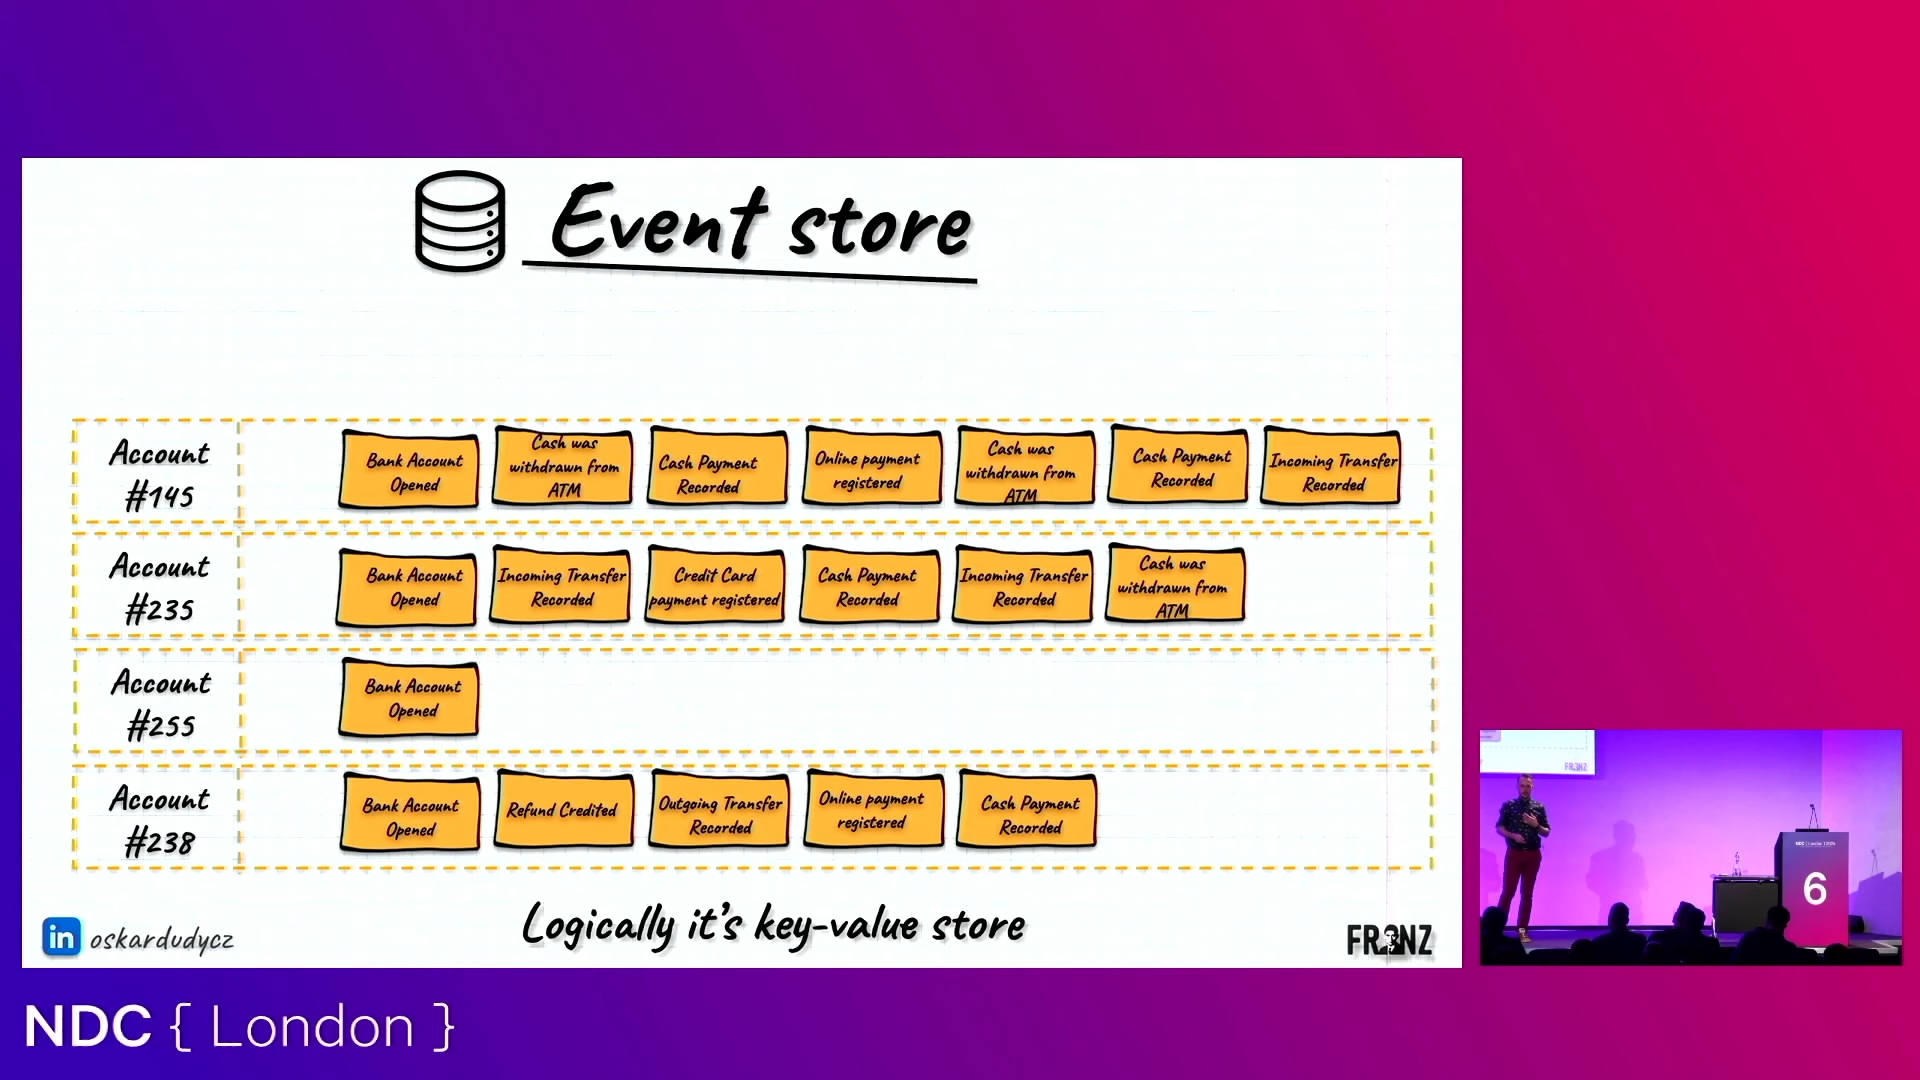 Event store
Account
#145
Bank Account
Opened
Cash was
withdrawn from
ATM
Cash Payment
Recorded
Online payment
registered
Cash was
withdrawn from
ATM
Cash Payment
Recorded
Incoming Transfer
Recorded
Account
#235
Bank Account
Opened
Incoming Transfer
Recorded
Credit Card
payment registered
Cash Payment
Recorded
Incoming Transfer
Recorded
Cash was
withdrawn from
ATM
Account
#255
Bank Account
Opened
Account
#238
Bank Account
Opened
Refund Credited
Outgoing Transfer
Recorded
Online payment
registered
Cash Payment
Recorded
Logically it's key-value store
in oskardudycz
FRANZ
FRANZ
6
NDC { London }